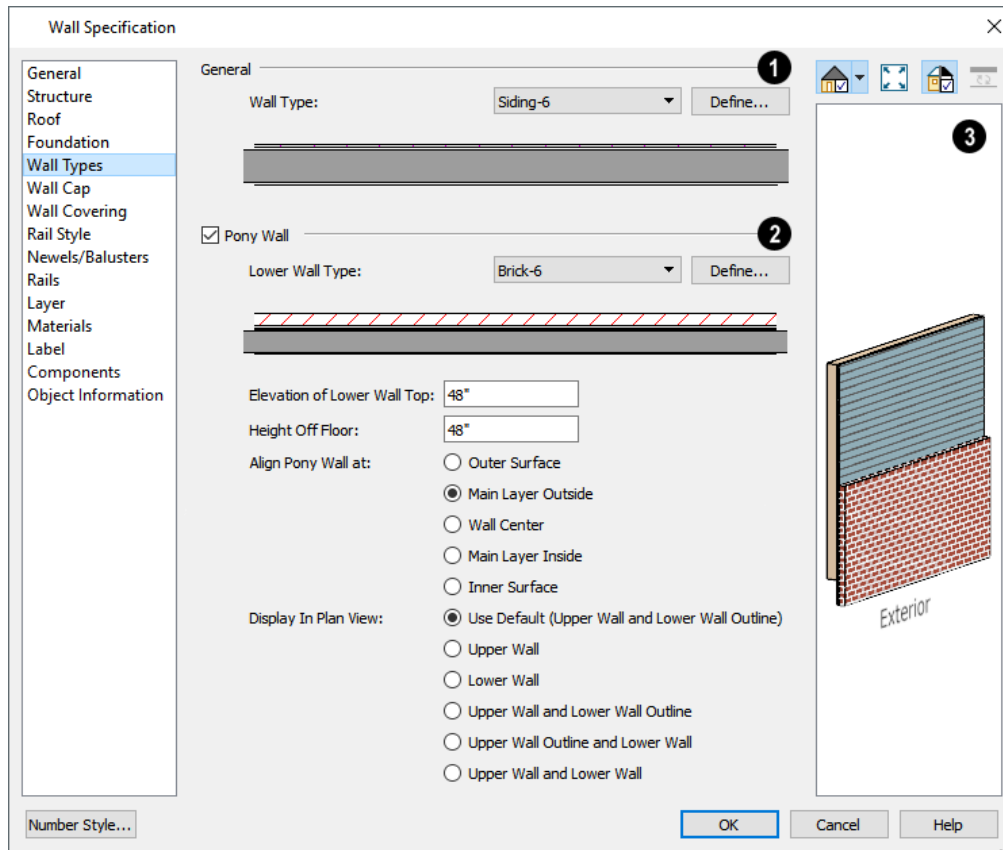 Wall Specification
General
Structure
Roof
Foundation
Wall Types
Wall Cap
Wall Covering
Rail Style
Newels/Balusters
Rails
Layer
Materials
Label
Components
Object Information
General
1
Wall Type:
Siding-6
Define...
Pony Wall
2
Lower Wall Type:
Brick-6
Define...
Elevation of Lower Wall Top:
48"
Height Off Floor:
48"
Align Pony Wall at:
Outer Surface
Main Layer Outside
Wall Center
Main Layer Inside
Inner Surface
Display In Plan View:
Use Default (Upper Wall and Lower Wall Outline)
Upper Wall
Lower Wall
Upper Wall and Lower Wall Outline
Upper Wall Outline and Lower Wall
Upper Wall and Lower Wall
3
Exterior
Number Style...
OK
Cancel
Help